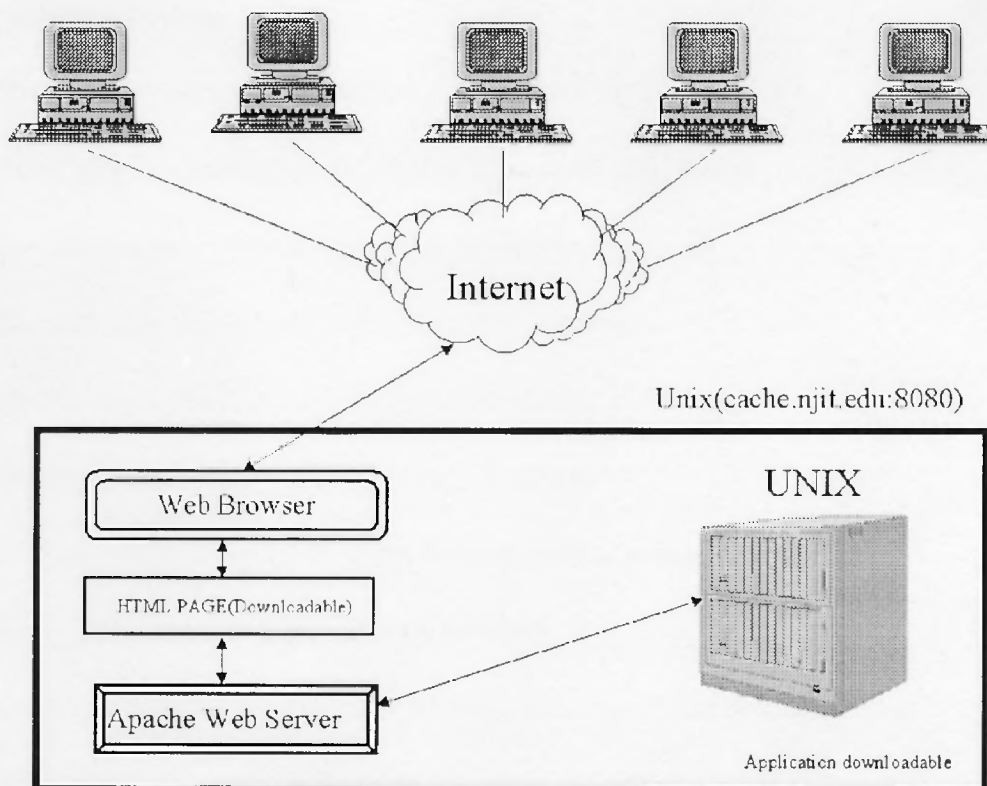 Internet
Unix(cache.njit.edu:8080)
Web Browser
UNIX
HTML PAGE(Downloadable)
Apache Web Server
Application downloadable